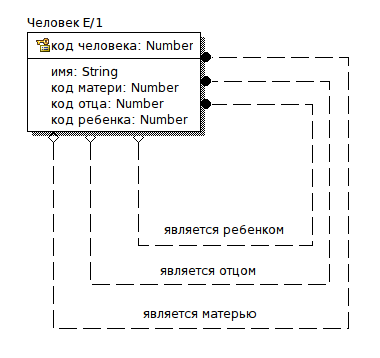 Человек E/1
код человека: Number
имя: String
код матери: Number
код отца: Number
код ребенка: Number
является ребенком
является отцом
является матерью